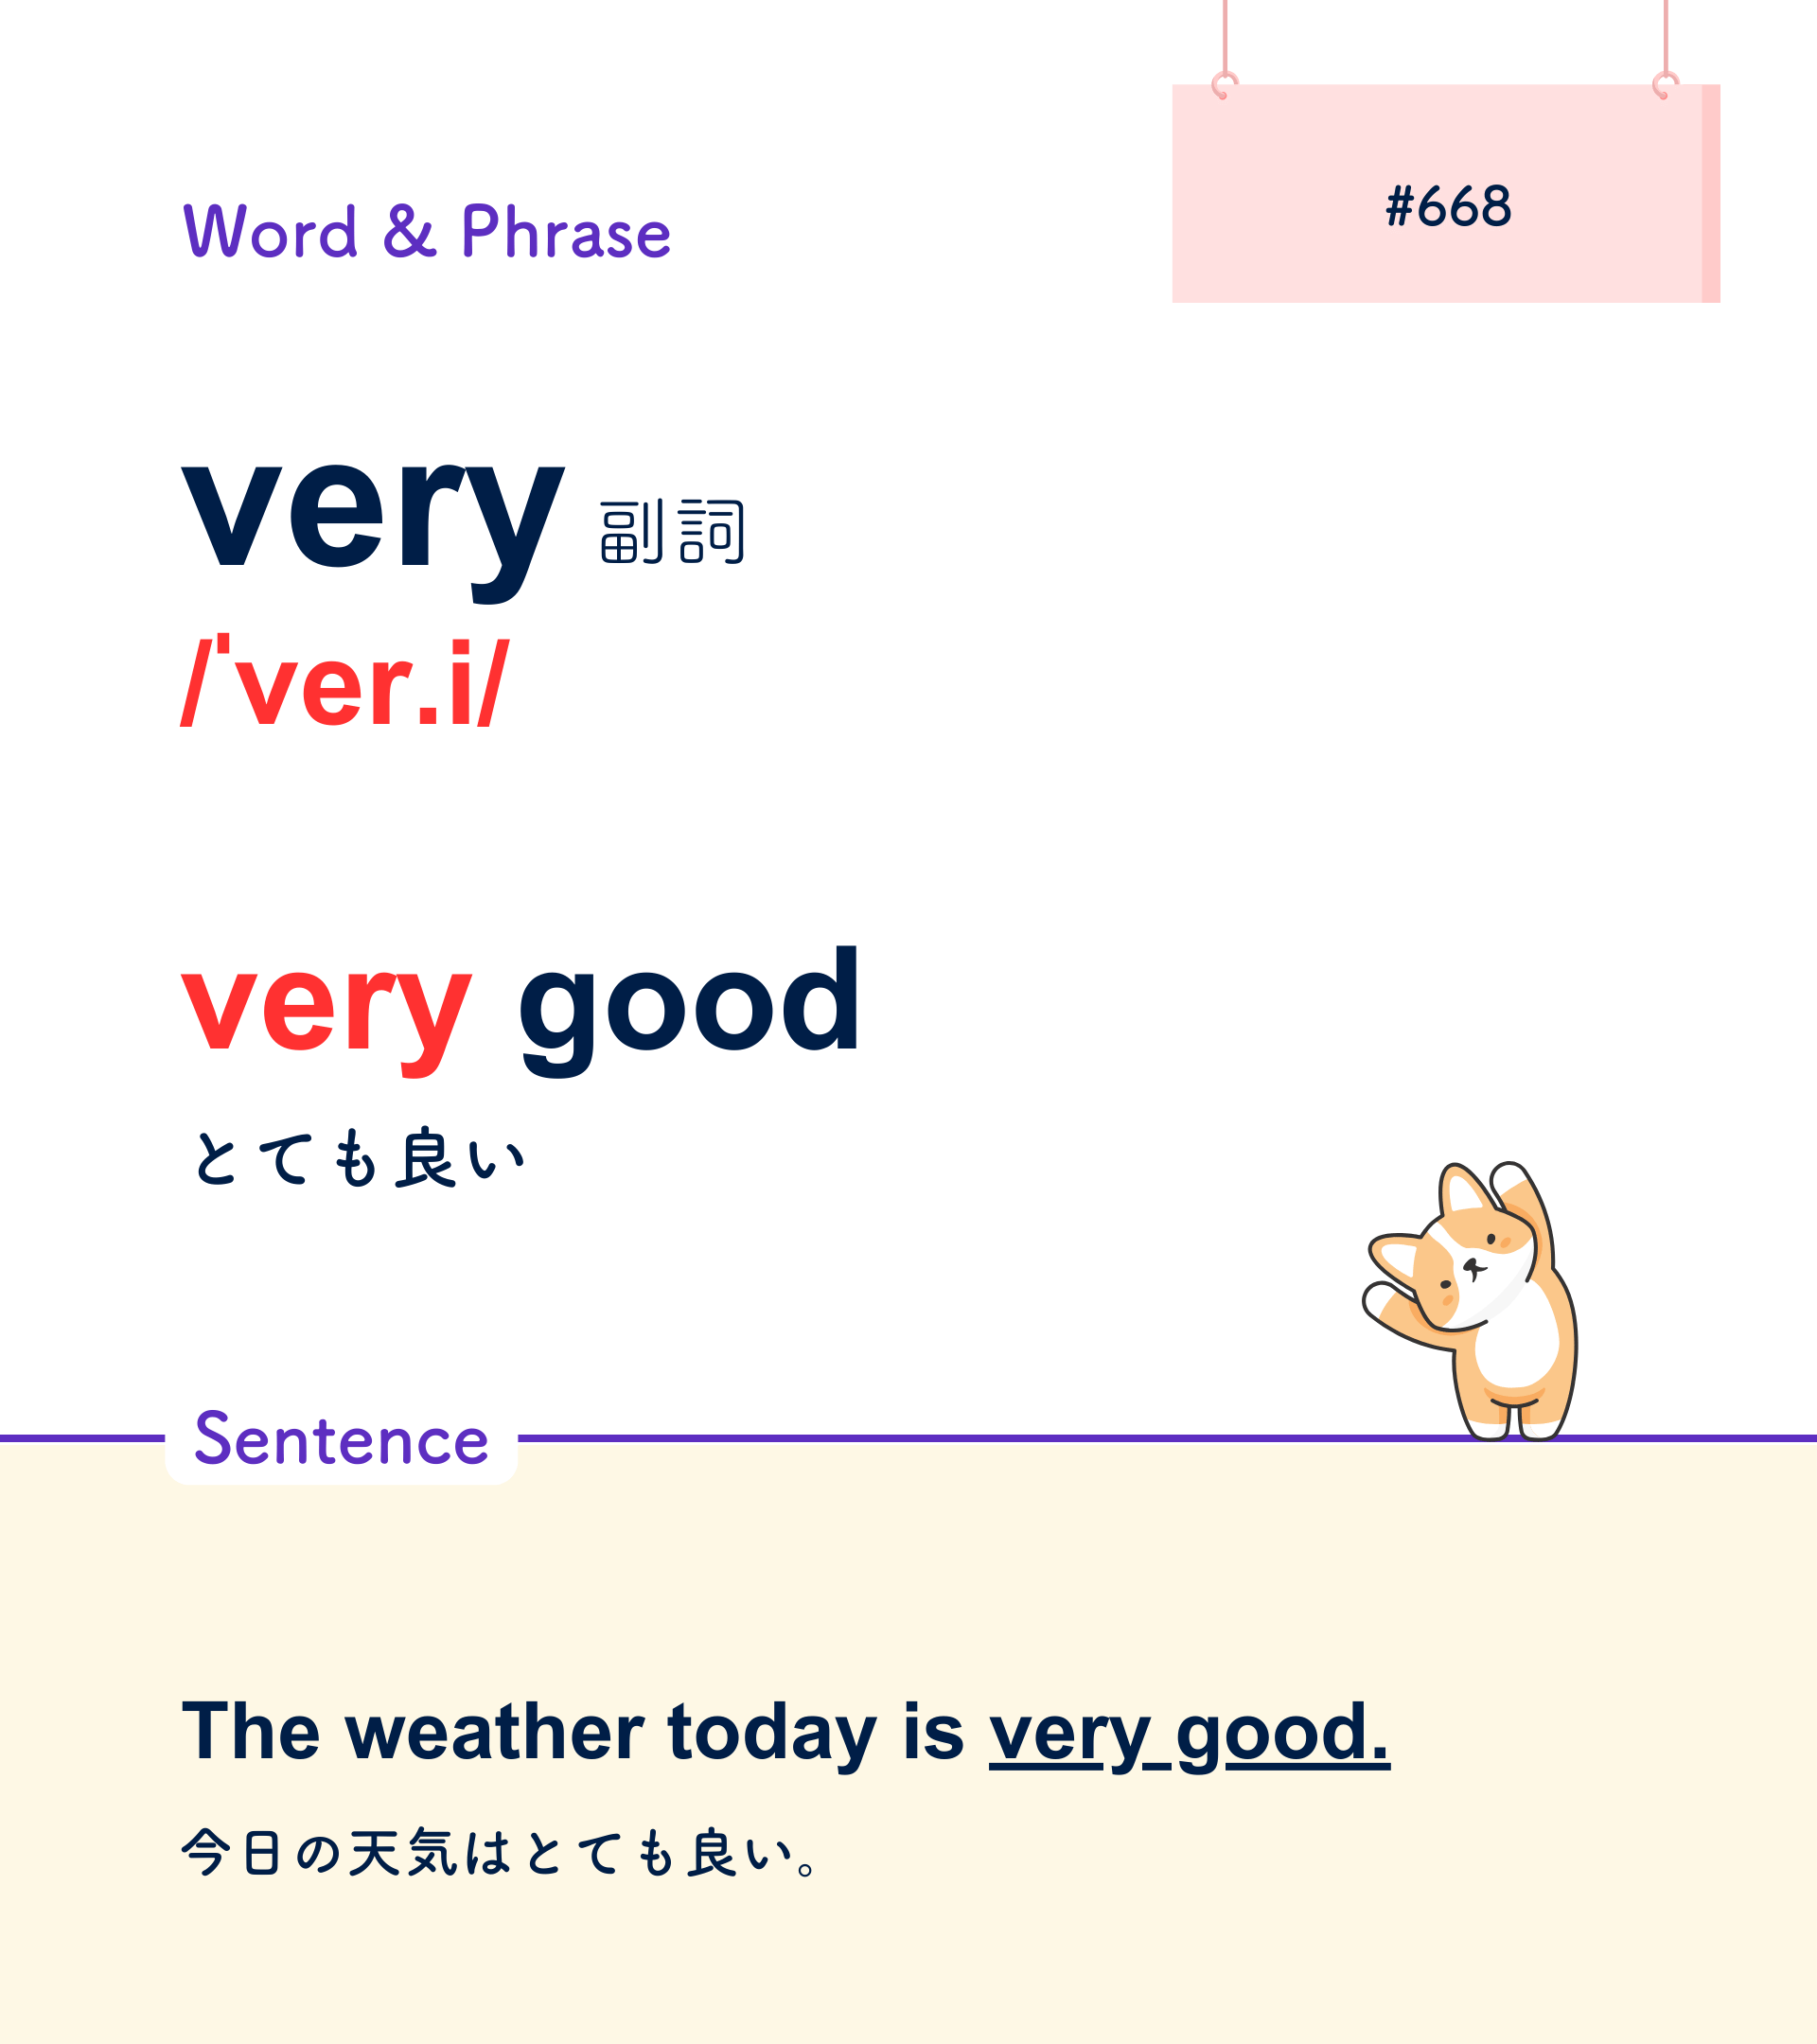 #668
Word & Phrase
very 副詞
/ˈver.i/
very good
とても良い
Sentence
The weather today is very good.
今日の天気はとても良い。